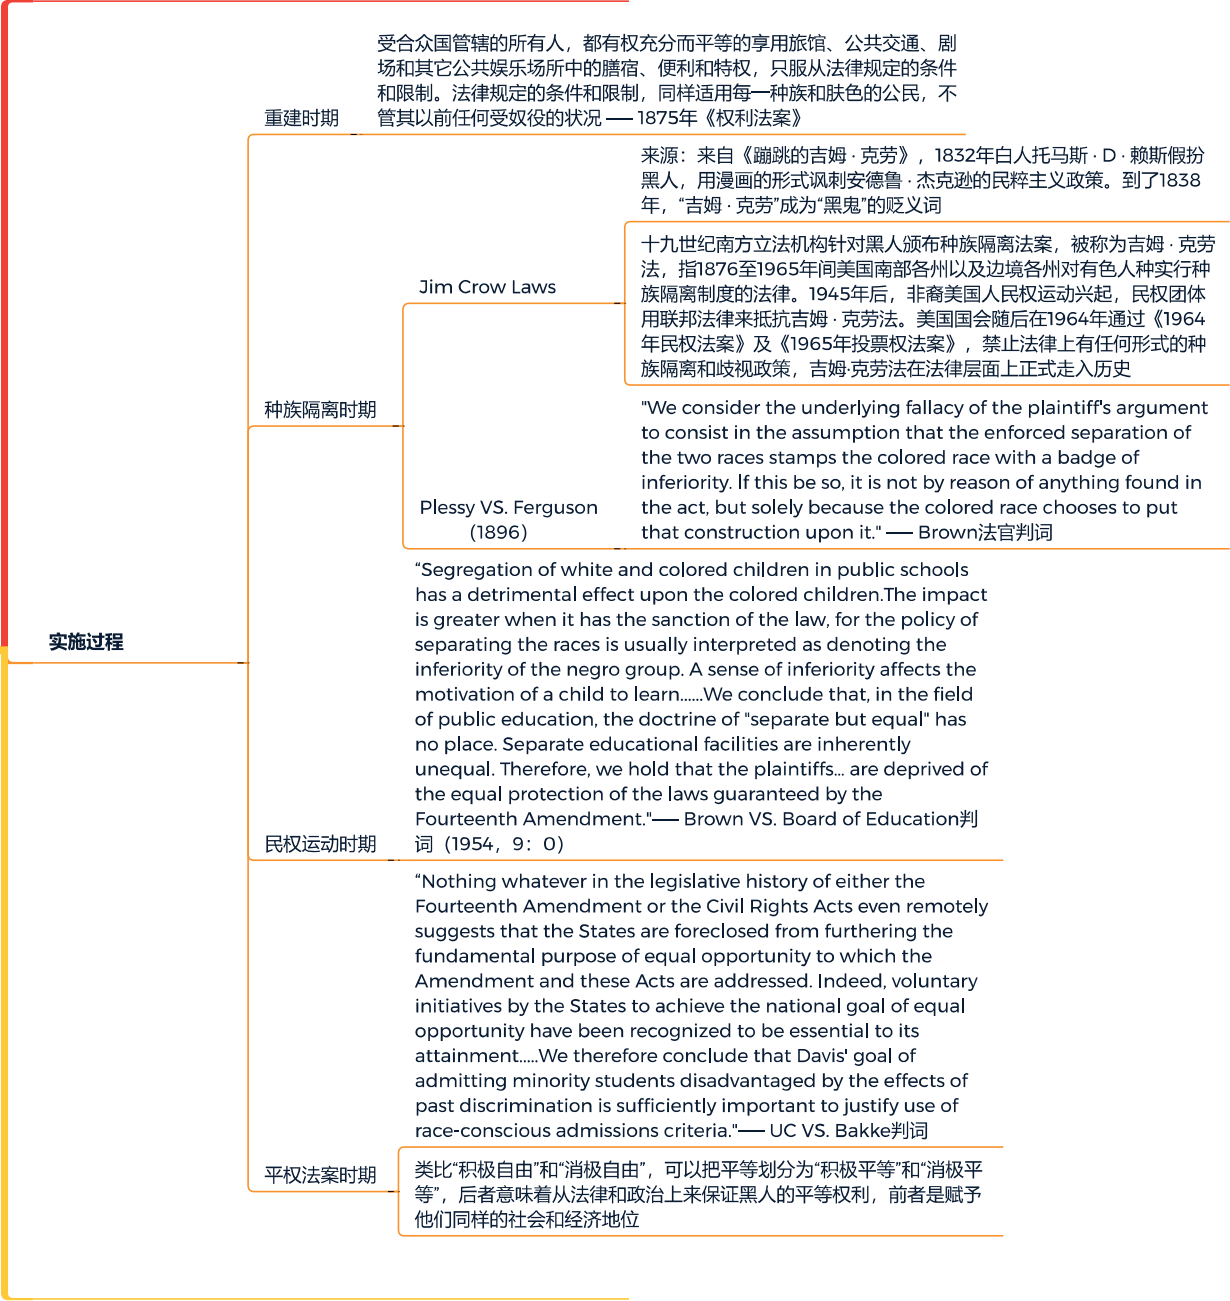 受合众国管辖的所有人，都有权充分而平等的享用旅馆、公共交通、剧
场和其它公共娱乐场所中的膳宿、便利和特权，只服从法律规定的条件
和限制。法律规定的条件和限制，同样适用每一种族和肤色的公民，不
管其以前任何受奴役的状况 —— 1875年《权利法案》
重建时期
来源：来自《蹦跳的吉姆 · 克劳》，1832年白人托马斯 · D · 赖斯假扮
黑人，用漫画的形式讽刺安德鲁 · 杰克逊的民粹主义政策。到了1838
年，“吉姆 · 克劳”成为“黑鬼”的贬义词
十九世纪南方立法机构针对黑人颁布种族隔离法案，被称为吉姆 · 克劳
法，指1876至1965年间美国南部各州以及边境各州对有色人种实行种
族隔离制度的法律。1945年后，非裔美国人民权运动兴起，民权团体
用联邦法律来抵抗吉姆 · 克劳法。美国国会随后在1964年通过《1964
年民权法案》及《1965年投票权法案》，禁止法律上有任何形式的种
族隔离和歧视政策，吉姆·克劳法在法律层面上正式走入历史
Jim Crow Laws
种族隔离时期
"We consider the underlying fallacy of the plaintiff's argument
to consist in the assumption that the enforced separation of
the two races stamps the colored race with a badge of
inferiority. If this be so, it is not by reason of anything found in
the act, but solely because the colored race chooses to put
that construction upon it." —— Brown法官判词
Plessy VS. Ferguson
（1896）
“Segregation of white and colored children in public schools
has a detrimental effect upon the colored children.The impact
is greater when it has the sanction of the law, for the policy of
separating the races is usually interpreted as denoting the
inferiority of the negro group. A sense of inferiority affects the
motivation of a child to learn......We conclude that, in the field
of public education, the doctrine of "separate but equal" has
no place. Separate educational facilities are inherently
unequal. Therefore, we hold that the plaintiffs... are deprived of
the equal protection of the laws guaranteed by the
Fourteenth Amendment."—— Brown VS. Board of Education判
词（1954，9：0）
实施过程
民权运动时期
“Nothing whatever in the legislative history of either the
Fourteenth Amendment or the Civil Rights Acts even remotely
suggests that the States are foreclosed from furthering the
fundamental purpose of equal opportunity to which the
Amendment and these Acts are addressed. Indeed, voluntary
initiatives by the States to achieve the national goal of equal
opportunity have been recognized to be essential to its
attainment.....We therefore conclude that Davis' goal of
admitting minority students disadvantaged by the effects of
past discrimination is sufficiently important to justify use of
race-conscious admissions criteria."—— UC VS. Bakke判词
平权法案时期
类比“积极自由”和“消极自由”，可以把平等划分为“积极平等”和“消极平
等”，后者意味着从法律和政治上来保证黑人的平等权利，前者是赋予
他们同样的社会和经济地位